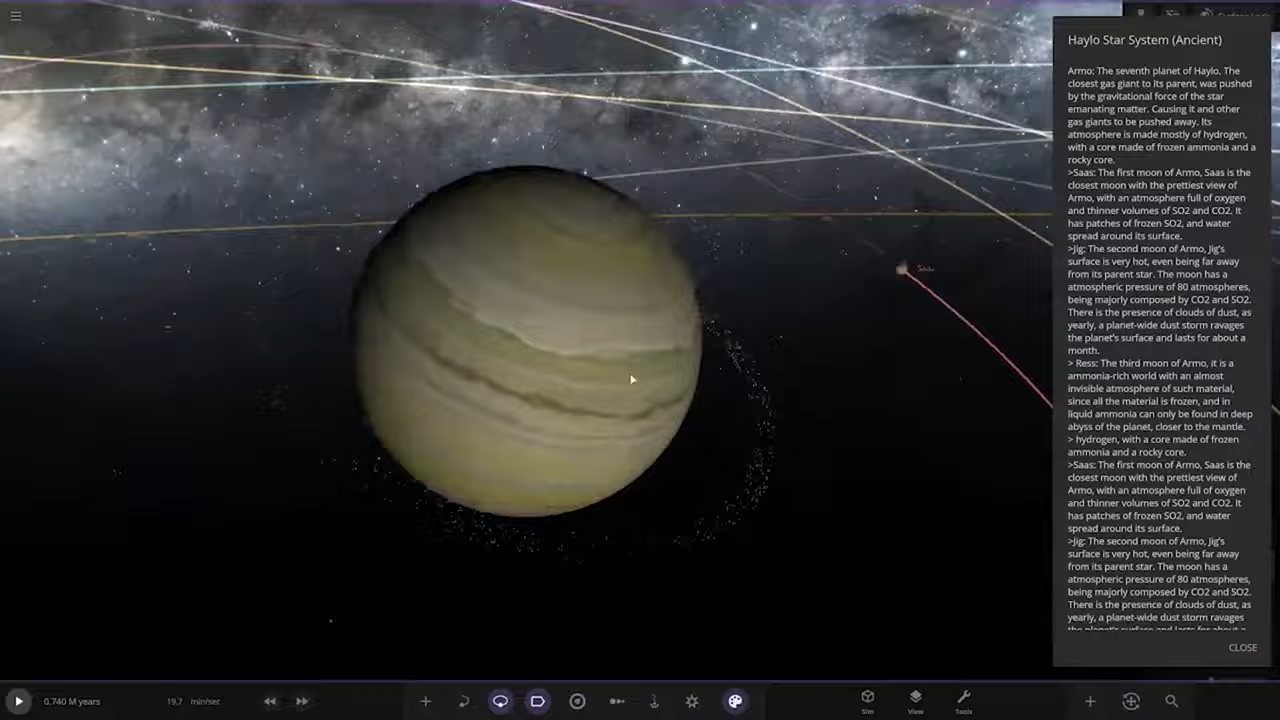 Haylo Star System (Ancient)
Armo: The seventh planet of Haylo. The
closest gas giant to its parent, was pushed
by the gravitational force of the star
emanating matter. Causing it and other
gas giants to be pushed away. Its
atmosphere is made mostly of hydrogen,
with a core made of frozen ammonia and a
rocky core.
>Saas: The first moon of Armo, Saas is the
closest moon with the prettiest view of
Armo, with an atmosphere full of oxygen
and thinner volumes of SO2 and CO2. It
has patches of frozen SO2, and water
spread around its surface.
>Jig: The second moon of Armo, Jig's
surface is very hot, even being far away
from its parent star. The moon has a
atmospheric pressure of 80 atmospheres,
being majorly composed by CO2 and SO2.
There is the presence of clouds of dust, as
yearly, a planet-wide dust storm ravages
the planet's surface and lasts for about a
month.
> Ress: The third moon of Armo, it is a
ammonia-rich world with an almost
invisible atmosphere of such material,
since all the material is frozen, and in
liquid ammonia can only be found in deep
abyss of the planet, closer to the mantle.
> hydrogen, with a core made of frozen
ammonia and a rocky core.
>Saas: The first moon of Armo, Saas is the
closest moon with the prettiest view of
Armo, with an atmosphere full of oxygen
and thinner volumes of SO2 and CO2. It
has patches of frozen SO2, and water
spread around its surface.
>Jig: The second moon of Armo, Jig's
surface is very hot, even being far away
from its parent star. The moon has a
atmospheric pressure of 80 atmospheres,
being majorly composed by CO2 and SO2.
There is the presence of clouds of dust, as
yearly, a planet-wide dust storm ravages
the planet's surface and lasts for about a
CLOSE
0.740 M years
19.7 min/sec
Sim
View
Tools